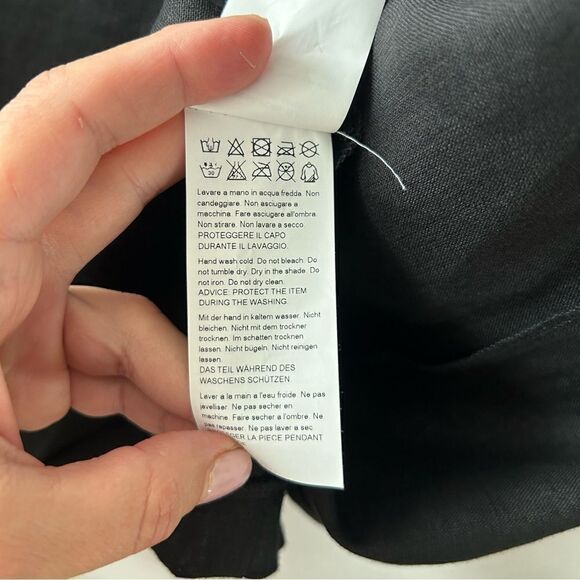 30
Lavare a mano in acqua fredda. Non
candeggiare. Non asciugare a
macchina. Fare asciugare all'ombra.
Non stirare. Non lavare a secco
PROTEGGERE IL CAPO
DURANTE IL LAVAGGIO.
Hand wash cold. Do not bleach. Do
not tumble dry. Dry in the shade. Do
not iron. Do not dry clean.
ADVICE: PROTECT THE ITEM
DURING THE WASHING.
Mit der hand in kaltem wasser. Nicht
bleichen. Nicht mit dem trockner
trocknen. Im schatten trocknen
lassen. Nicht bügeln. Nicht reinigen
lassen.
DAS TEIL WÄHREND DES
WASCHENS SCHÜTZEN
Laver a la main a l'eau froide. Ne pas
javelliser. Ne pas secher en
machine. Faire secher a l'ombre. Ne
pas repasser. Ne pas laver a sec
LA PIECE PENDANT